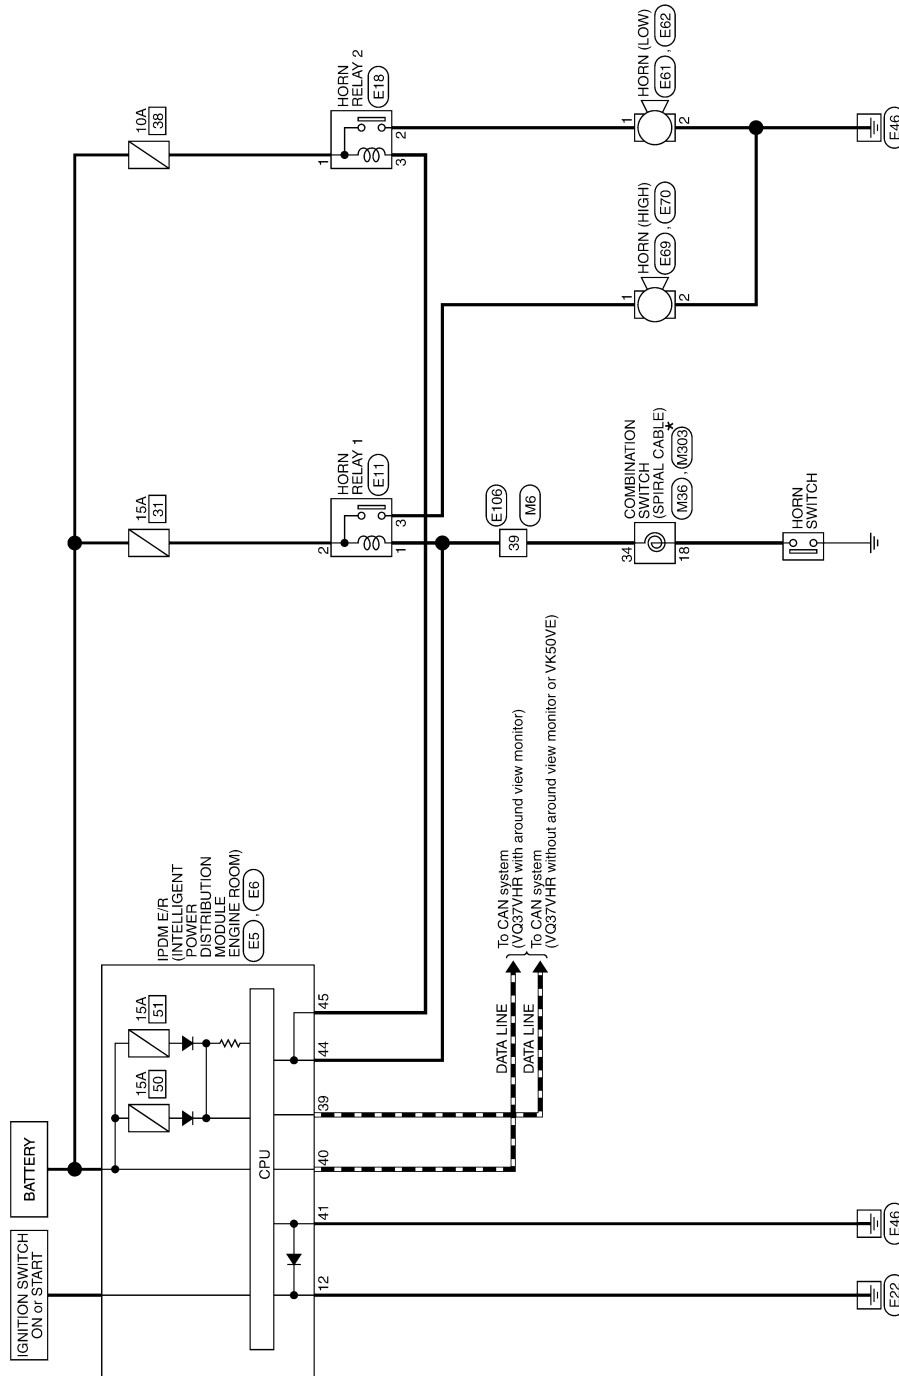 IGNITION SWITCH
ON or START
BATTERY
15A
50
15A
51
IPDM E/R
(INTELLIGENT
POWER
DISTRIBUTION
MODULE
ENGINE ROOM)
E5 , E6
CPU
12
41
40
39
44
45
DATA LINE
DATA LINE
To CAN system
(VQ37VHR with around view monitor)
To CAN system
(VQ37VHR without around view monitor or VK50VE)
15A
31
10A
38
HORN
RELAY 1
E11
2
1
3
HORN
RELAY 2
E18
1
3
2
E106
39
M6
COMBINATION
SWITCH
(SPIRAL CABLE)
M36 , M303
*
34
18
HORN
SWITCH
HORN (HIGH)
E69 , E70
1
2
HORN (LOW)
E61 , E62
1
2
E22
E46
E46